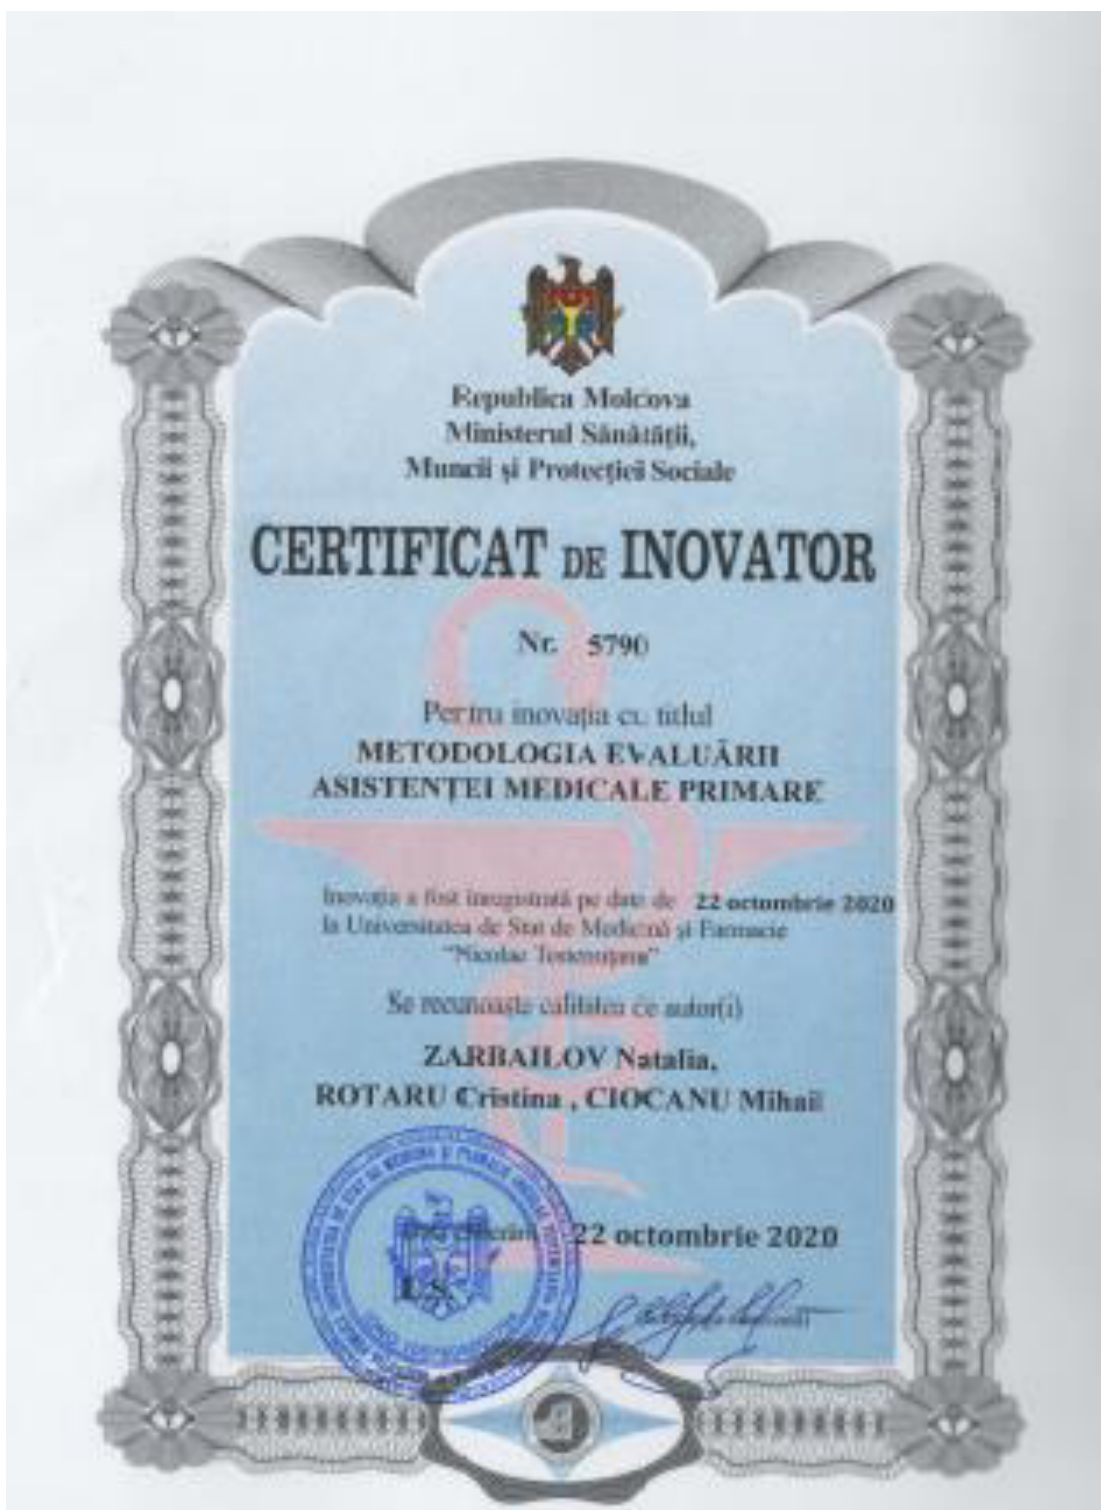 Republica Moldova
Ministerul Sănătății,
Muncii și Protecției Sociale
CERTIFICAT DE INOVATOR
Nr. 5790
Pentru inovația cu titlul
METODOLOGIA EVALUĂRII
ASISTENȚEI MEDICALE PRIMARE
Inovația a fost înregistrată pe data de 22 octombrie 2020
la Universitatea de Stat de Medicină și Farmacie
“Nicolae Testemițanu”
Se recunoaște calitatea de autor(i)
ZARBAILOV Natalia,
ROTARU Cristina , CIOCANU Mihail
Data eliberării 22 octombrie 2020
L.S.